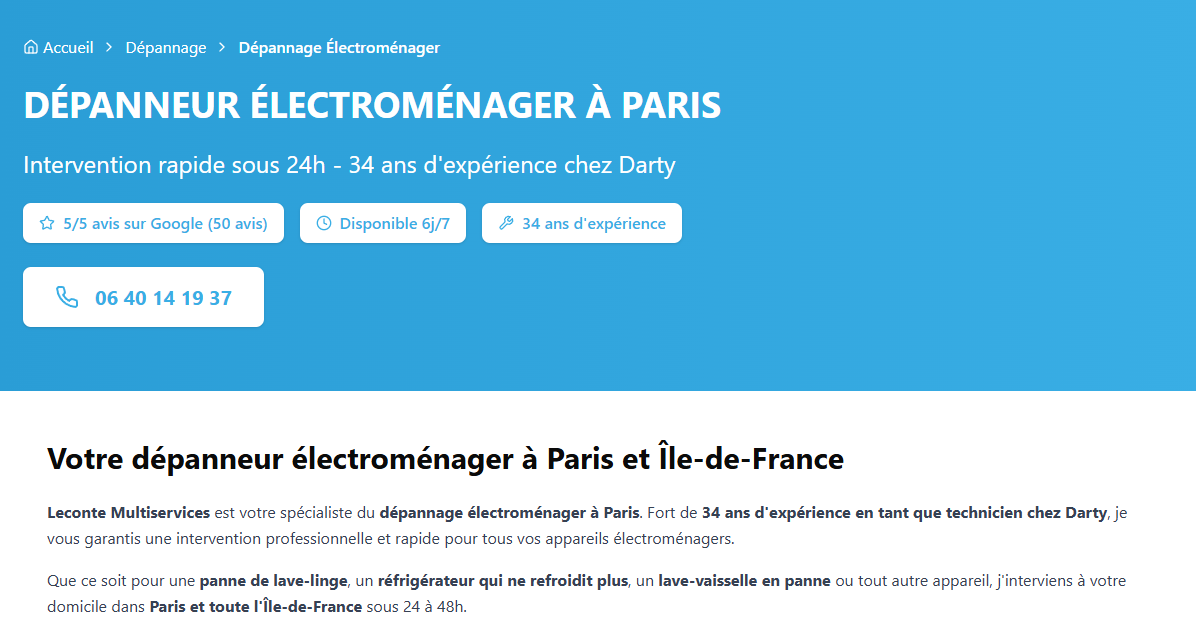 Accueil > Dépannage > Dépannage Électroménager
DÉPANNEUR ÉLECTROMÉNAGER À PARIS
Intervention rapide sous 24h - 34 ans d'expérience chez Darty
5/5 avis sur Google (50 avis) Disponible 6j/7 34 ans d'expérience
06 40 14 19 37
Votre dépanneur électroménager à Paris et Île-de-France
Leconte Multiservices est votre spécialiste du dépannage électroménager à Paris. Fort de 34 ans d'expérience en tant que technicien chez Darty, je
vous garantis une intervention professionnelle et rapide pour tous vos appareils électroménagers.
Que ce soit pour une panne de lave-linge, un réfrigérateur qui ne refroidit plus, un lave-vaisselle en panne ou tout autre appareil, j'interviens à votre
domicile dans Paris et toute l'Île-de-France sous 24 à 48h.